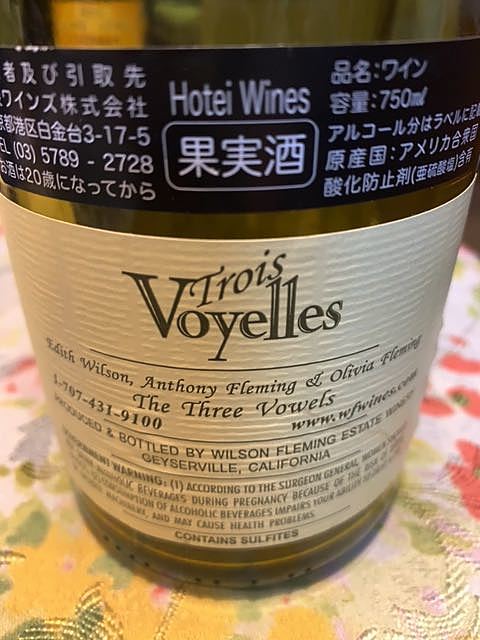 者及び引取先
ワインズ株式会社
都港区白金台3-17-5
TEL (03) 5789 - 2728
お酒は20歳になってから
Hotei Wines
果実酒
品名：ワイン
容量：750㎖
アルコール分はラベルに記載
原産国：アメリカ合衆国
酸化防止剤(亜硫酸塩)含有
Trois
Voyelles
Edith Wilson, Anthony Fleming & Olivia Fleming
The Three Vowels
1-707-431-9100 www.wfwines.com
PRODUCED & BOTTLED BY WILSON FLEMING ESTATE WINERY
GEYSERVILLE, CALIFORNIA
WARNING: (1) ACCORDING TO THE SURGEON GENERAL, WOMEN
ALCOHOLIC BEVERAGES DURING PREGNANCY BECAUSE OF THE RISK OF
CONSUMPTION OF ALCOHOLIC BEVERAGES IMPAIRS YOUR ABILITY TO
MACHINERY, AND MAY CAUSE HEALTH PROBLEMS.
CONTAINS SULFITES